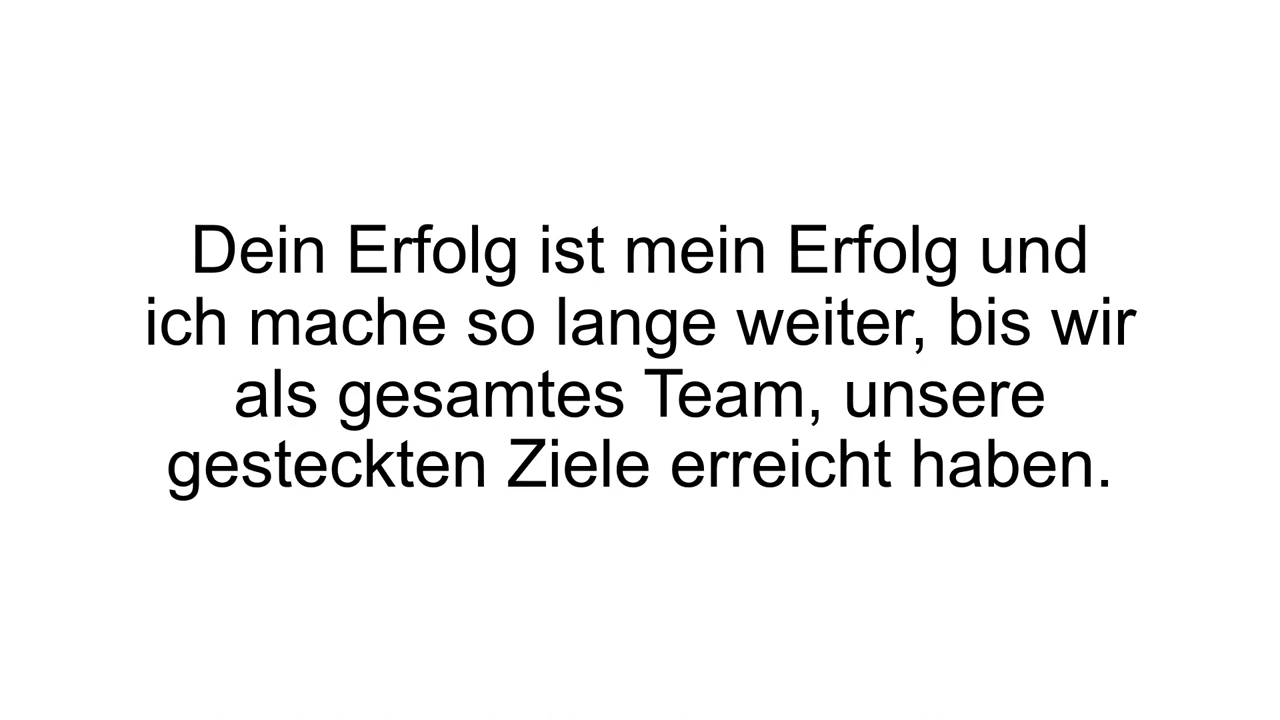 Dein Erfolg ist mein Erfolg und
ich mache so lange weiter, bis wir
als gesamtes Team, unsere
gesteckten Ziele erreicht haben.